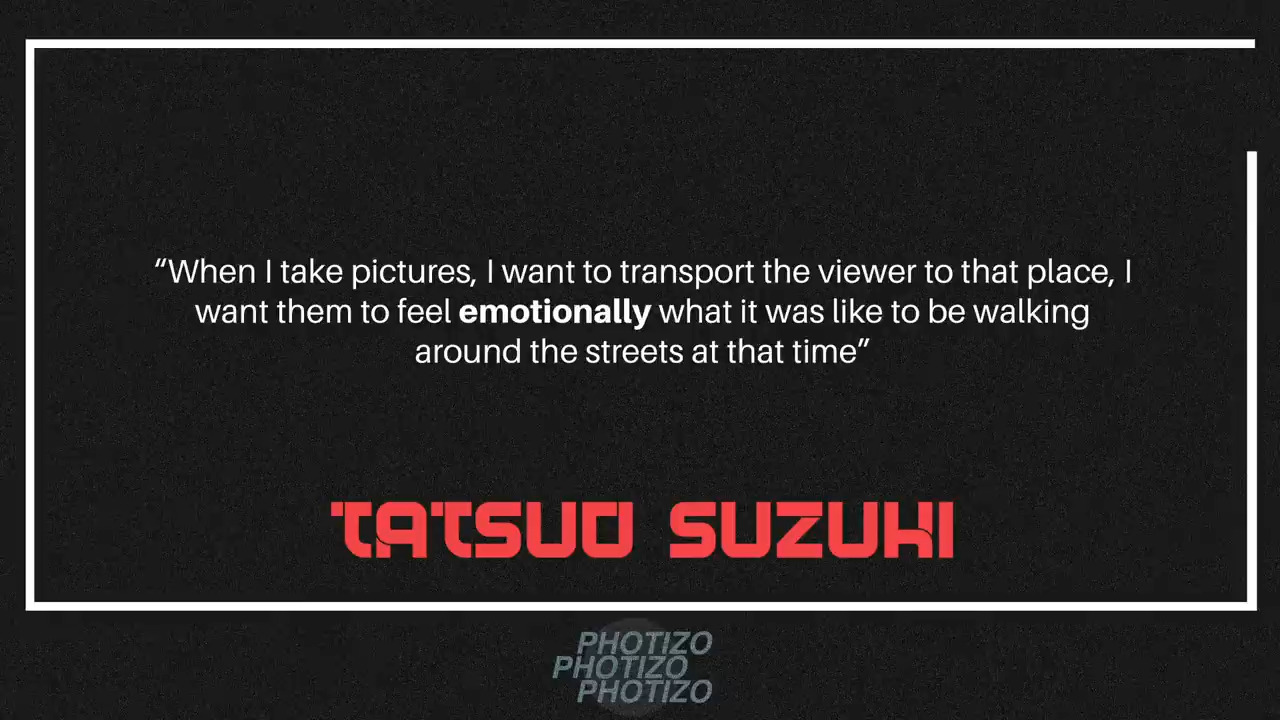 “When I take pictures, I want to transport the viewer to that place, I
want them to feel emotionally what it was like to be walking
around the streets at that time”
TATSUO SUZUKI
PHOTIZO
PHOTIZO
PHOTIZO